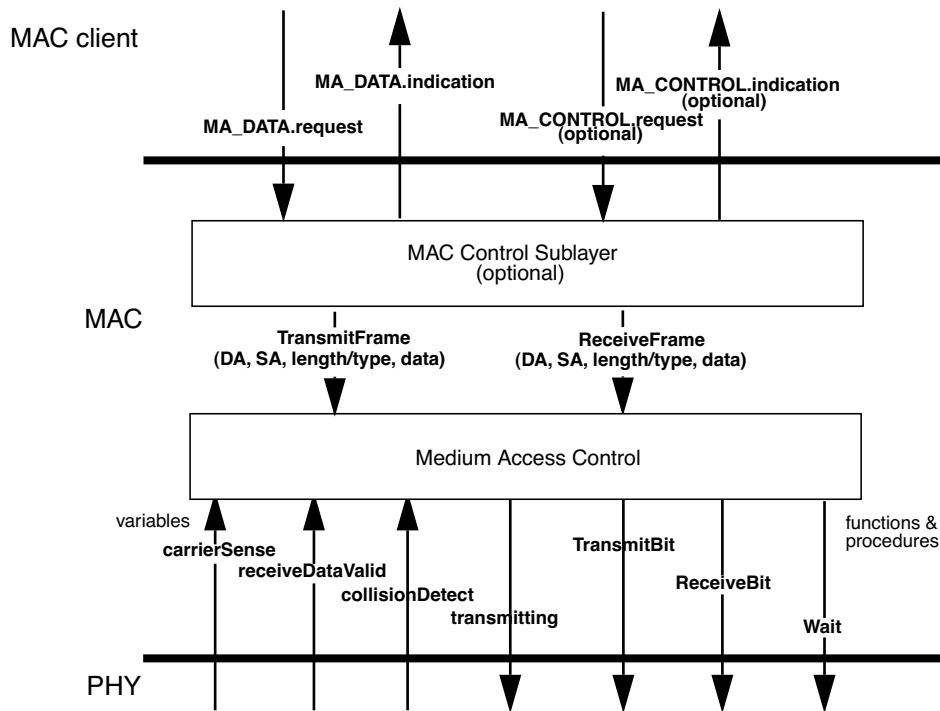 MAC client
MA_DATA.indication
MA_CONTROL.indication
(optional)
MA_DATA.request
MA_CONTROL.request
(optional)
MAC Control Sublayer
(optional)
MAC
TransmitFrame
(DA, SA, length/type, data)
ReceiveFrame
(DA, SA, length/type, data)
Medium Access Control
variables
functions &
procedures
carrierSense
receiveDataValid
collisionDetect
transmitting
TransmitBit
ReceiveBit
Wait
PHY